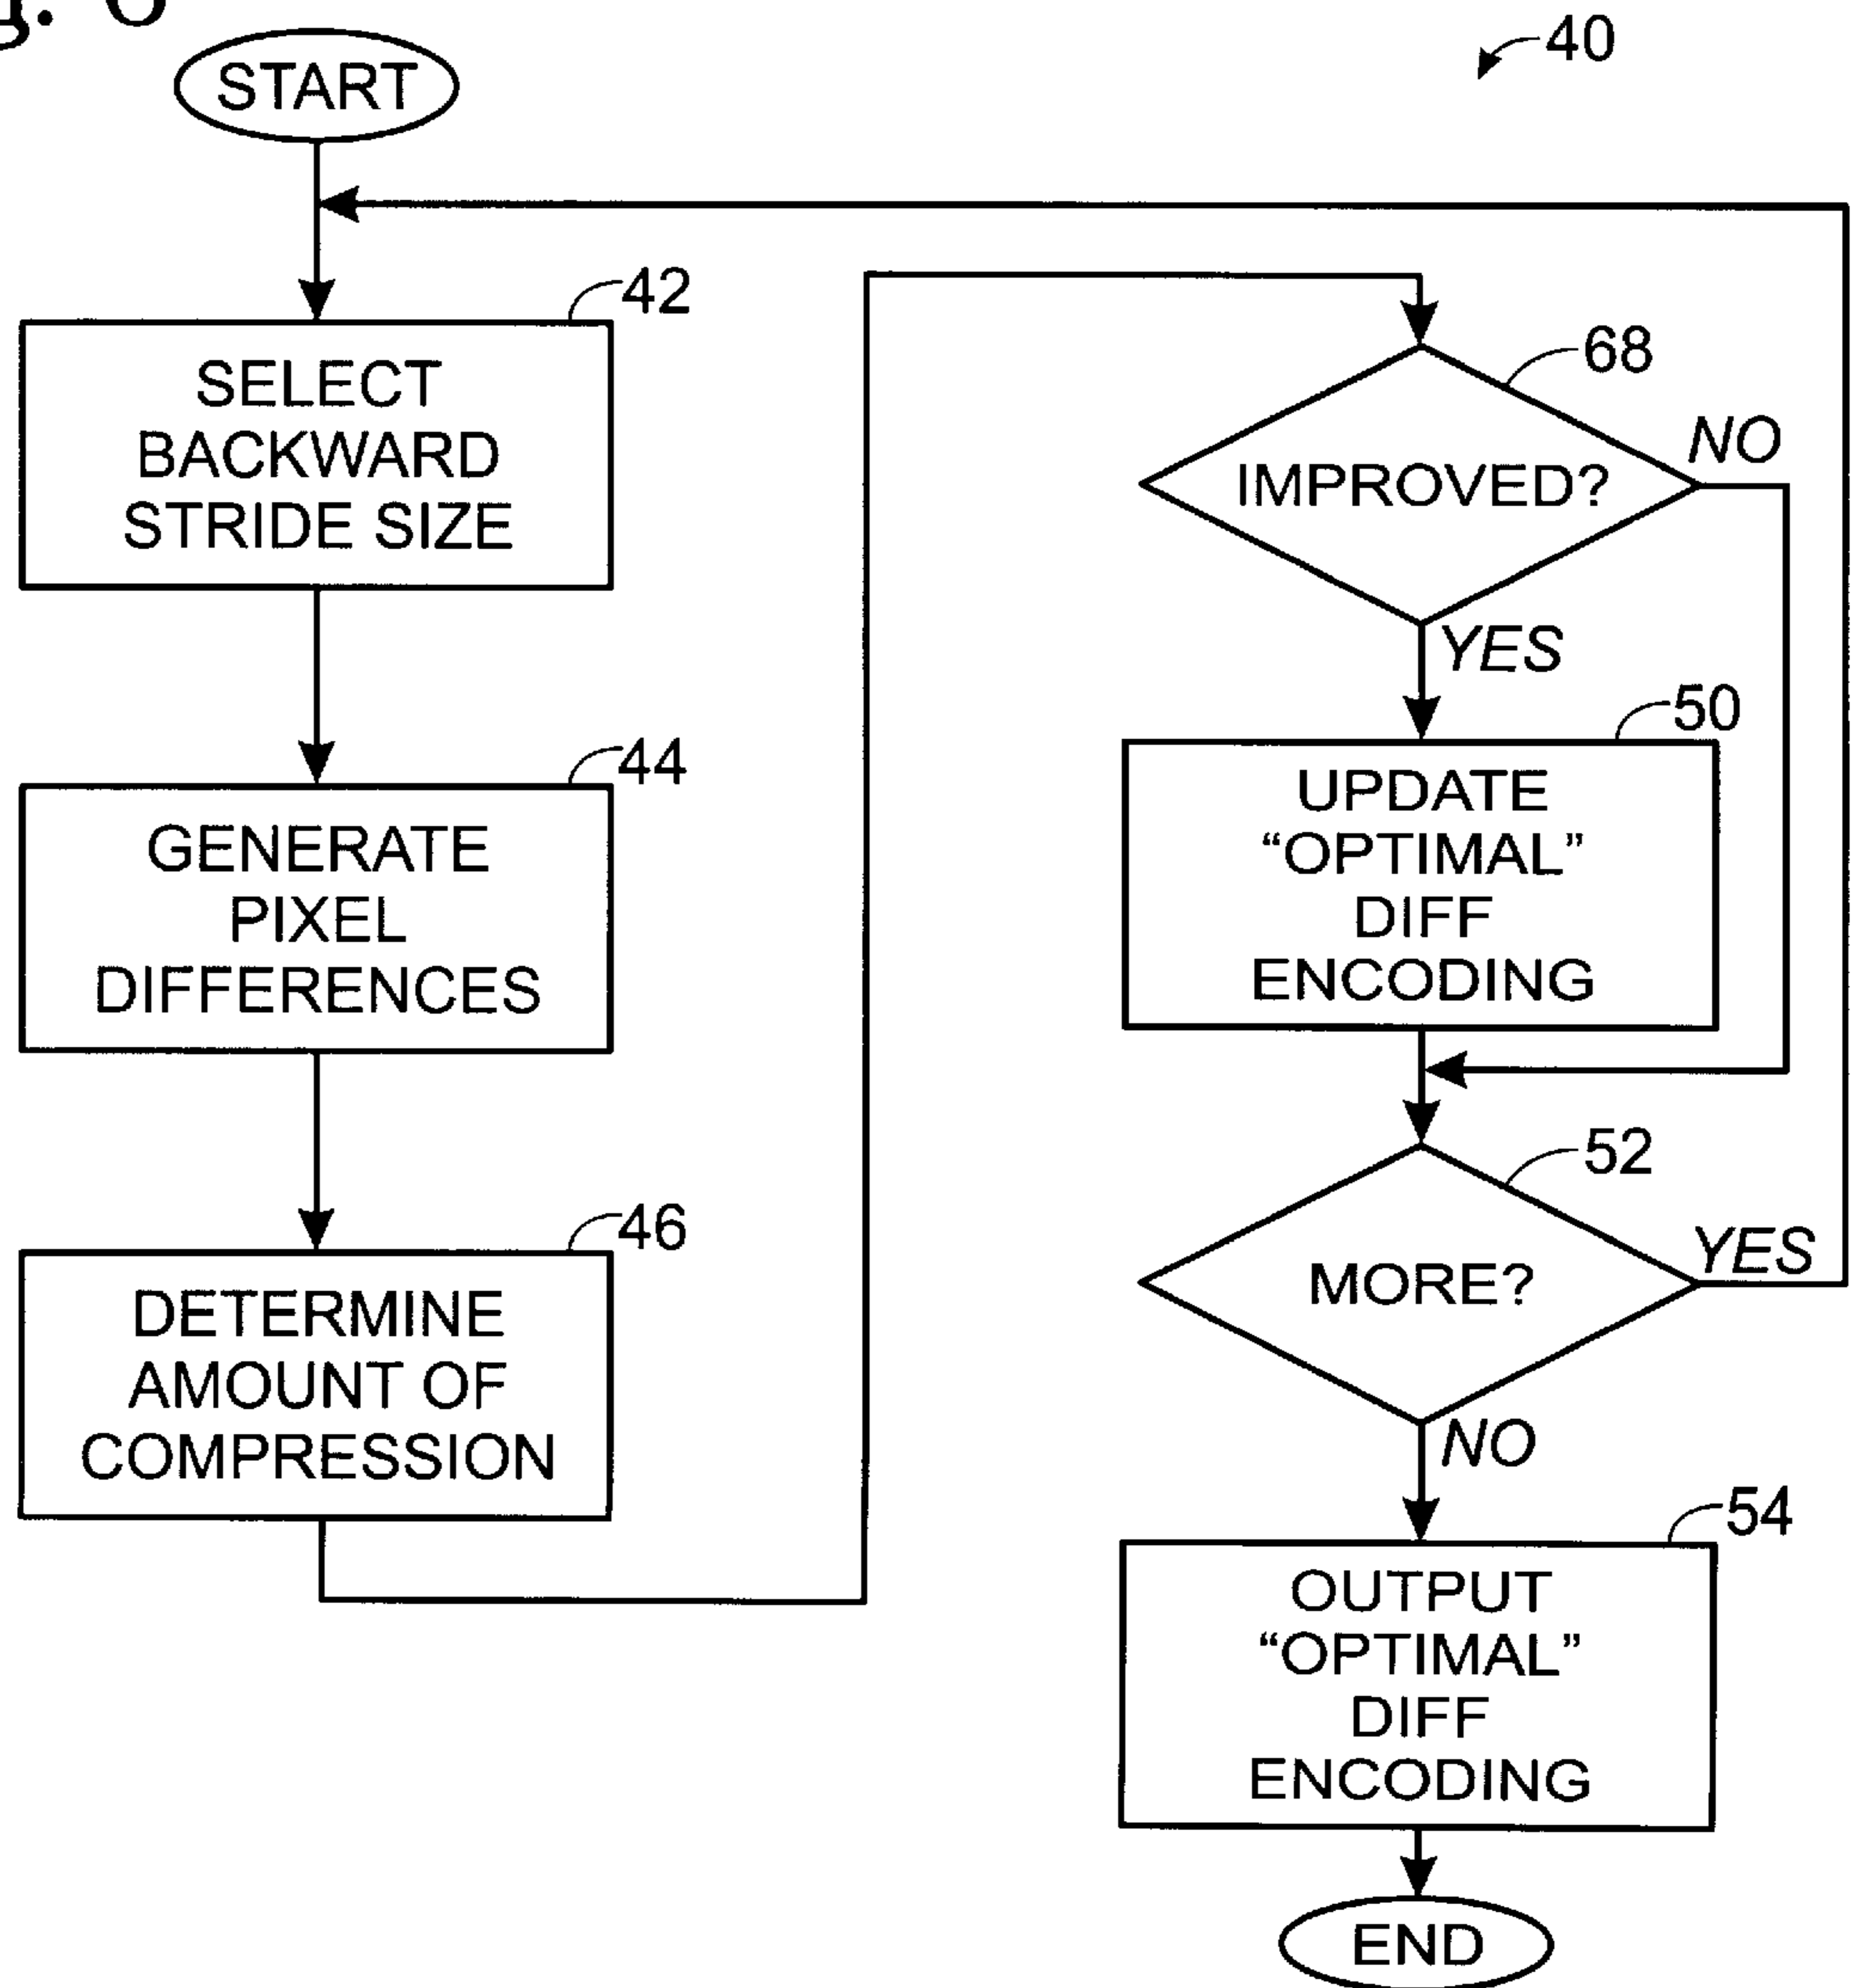 40
START
42
SELECT
BACKWARD
STRIDE SIZE
44
GENERATE
PIXEL
DIFFERENCES
46
DETERMINE
AMOUNT OF
COMPRESSION
68
IMPROVED?
NO
YES
50
UPDATE
“OPTIMAL”
DIFF
ENCODING
52
MORE?
YES
NO
54
OUTPUT
“OPTIMAL”
DIFF
ENCODING
END